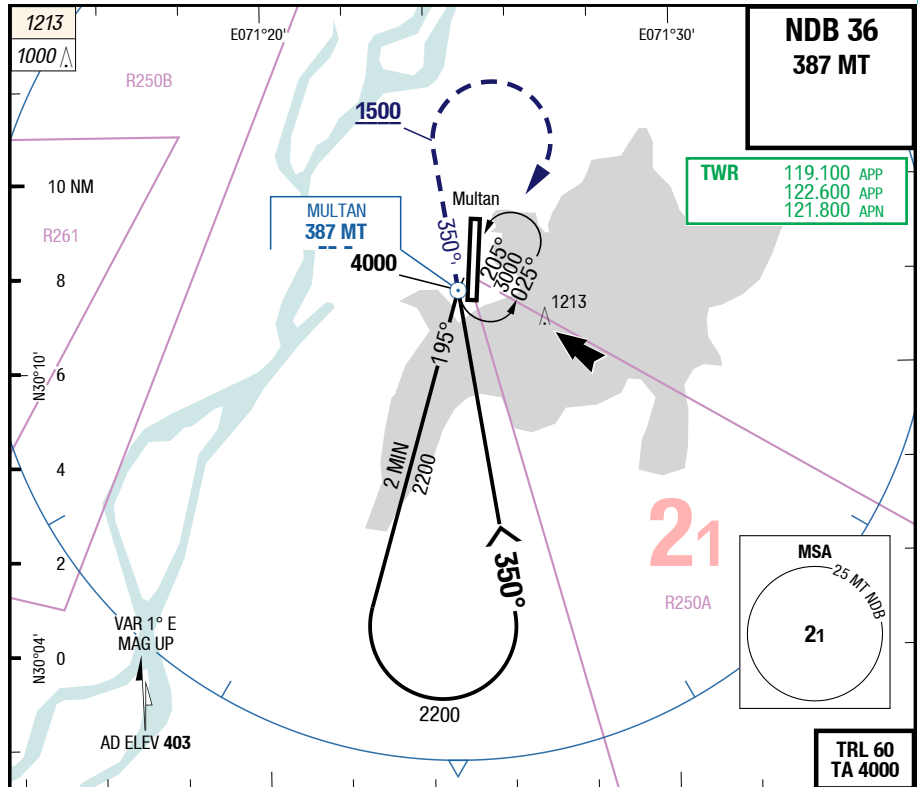 1213
1000
E071°20'
E071°30'
NDB 36
387 MT
R250B
1500
TWR 119.100 APP
122.600 APP
121.800 APN
10 NM
Multan
MULTAN
387 MT
R261
350°
205°
3000
025°
4000
8
1213
195°
6
N30°10'
2 MIN
2200
4
21
350°
2
MSA
25 MT NDB
21
R250A
VAR 1° E
MAG UP
N30°04'
0
2200
AD ELEV 403
TRL 60
TA 4000